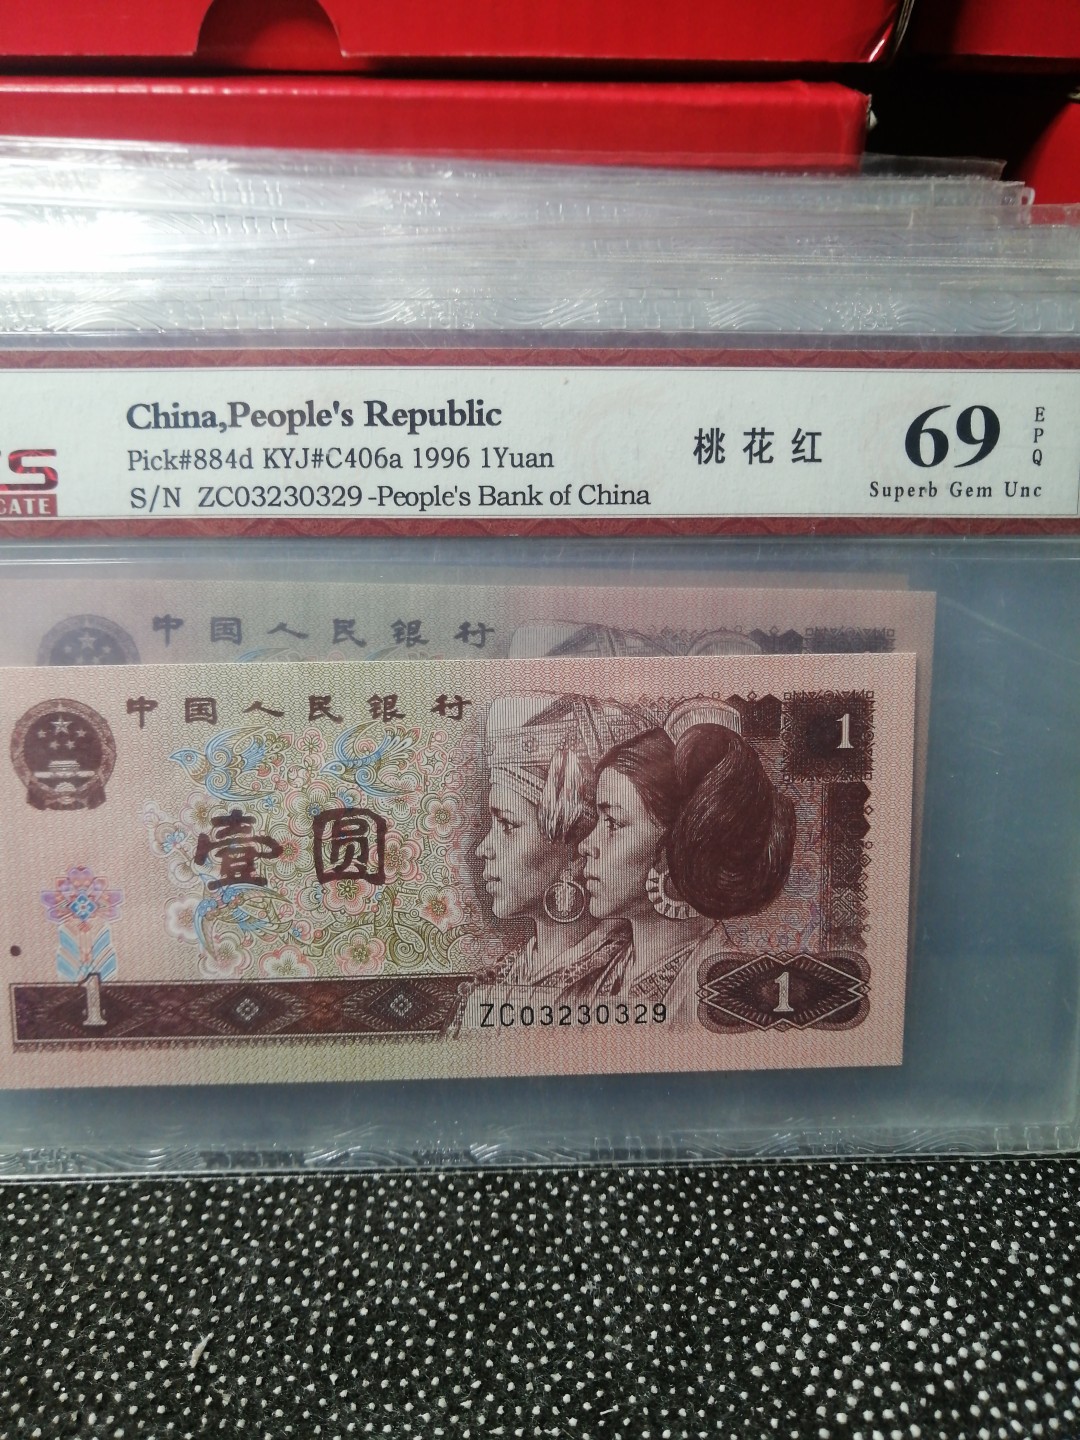 China,People's Republic
Pick#884d KYJ#C406a 1996 1Yuan
S/N ZC03230329-People's Bank of China
桃花红
69
EPQ
Superb Gem Unc
中国人民银行
中国人民银行
1
壹圆
1
ZC03230329
1